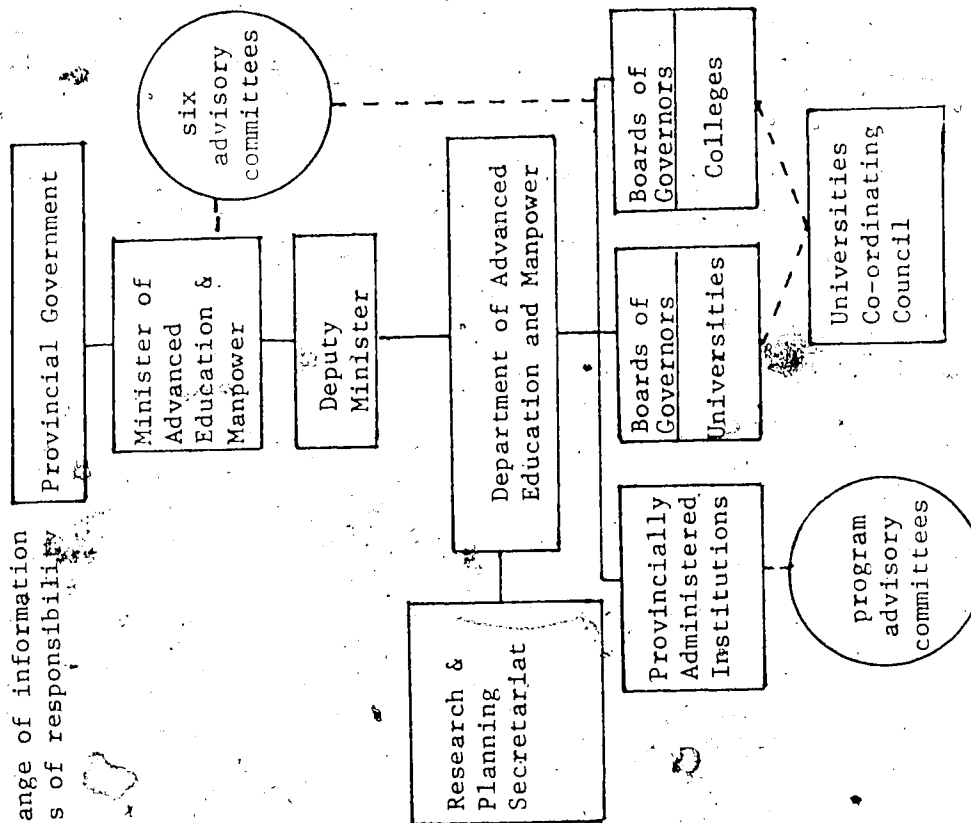 ange of information
s of responsibility
Provincial Government
six
advisory
committees
Minister of
Advanced
Education &
Manpower
Deputy
Minister
Department of Advanced
Education and Manpower
Research &
Planning
Secretariat
Provincially
Administered
Institutions
Boards of
Governors
Universities
Boards of
Governors
Colleges
program
advisory
committees
Universities
Co-ordinating
Council